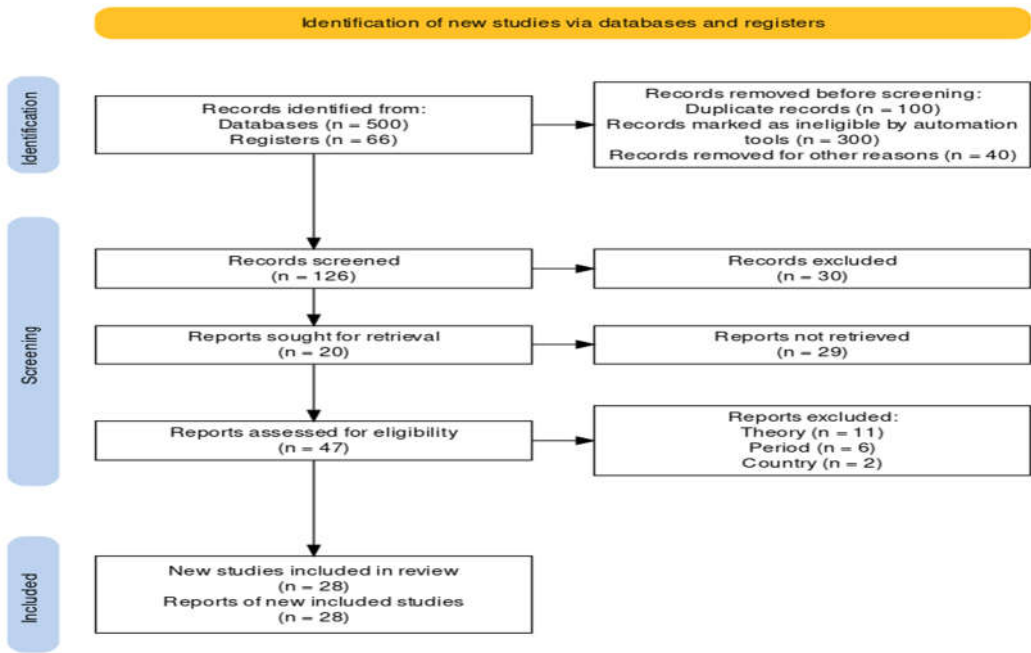 Identification of new studies via databases and registers
Identification
Records identified from:
Databases (n = 500)
Registers (n = 66)
Records removed before screening:
Duplicate records (n = 100)
Records marked as ineligible by automation
tools (n = 300)
Records removed for other reasons (n = 40)
Screening
Records screened
(n = 126)
Records excluded
(n = 30)
Reports sought for retrieval
(n = 20)
Reports not retrieved
(n = 29)
Reports assessed for eligibility
(n = 47)
Reports excluded:
Theory (n = 11)
Period (n = 6)
Country (n = 2)
Included
New studies included in review
(n = 28)
Reports of new included studies
(n = 28)